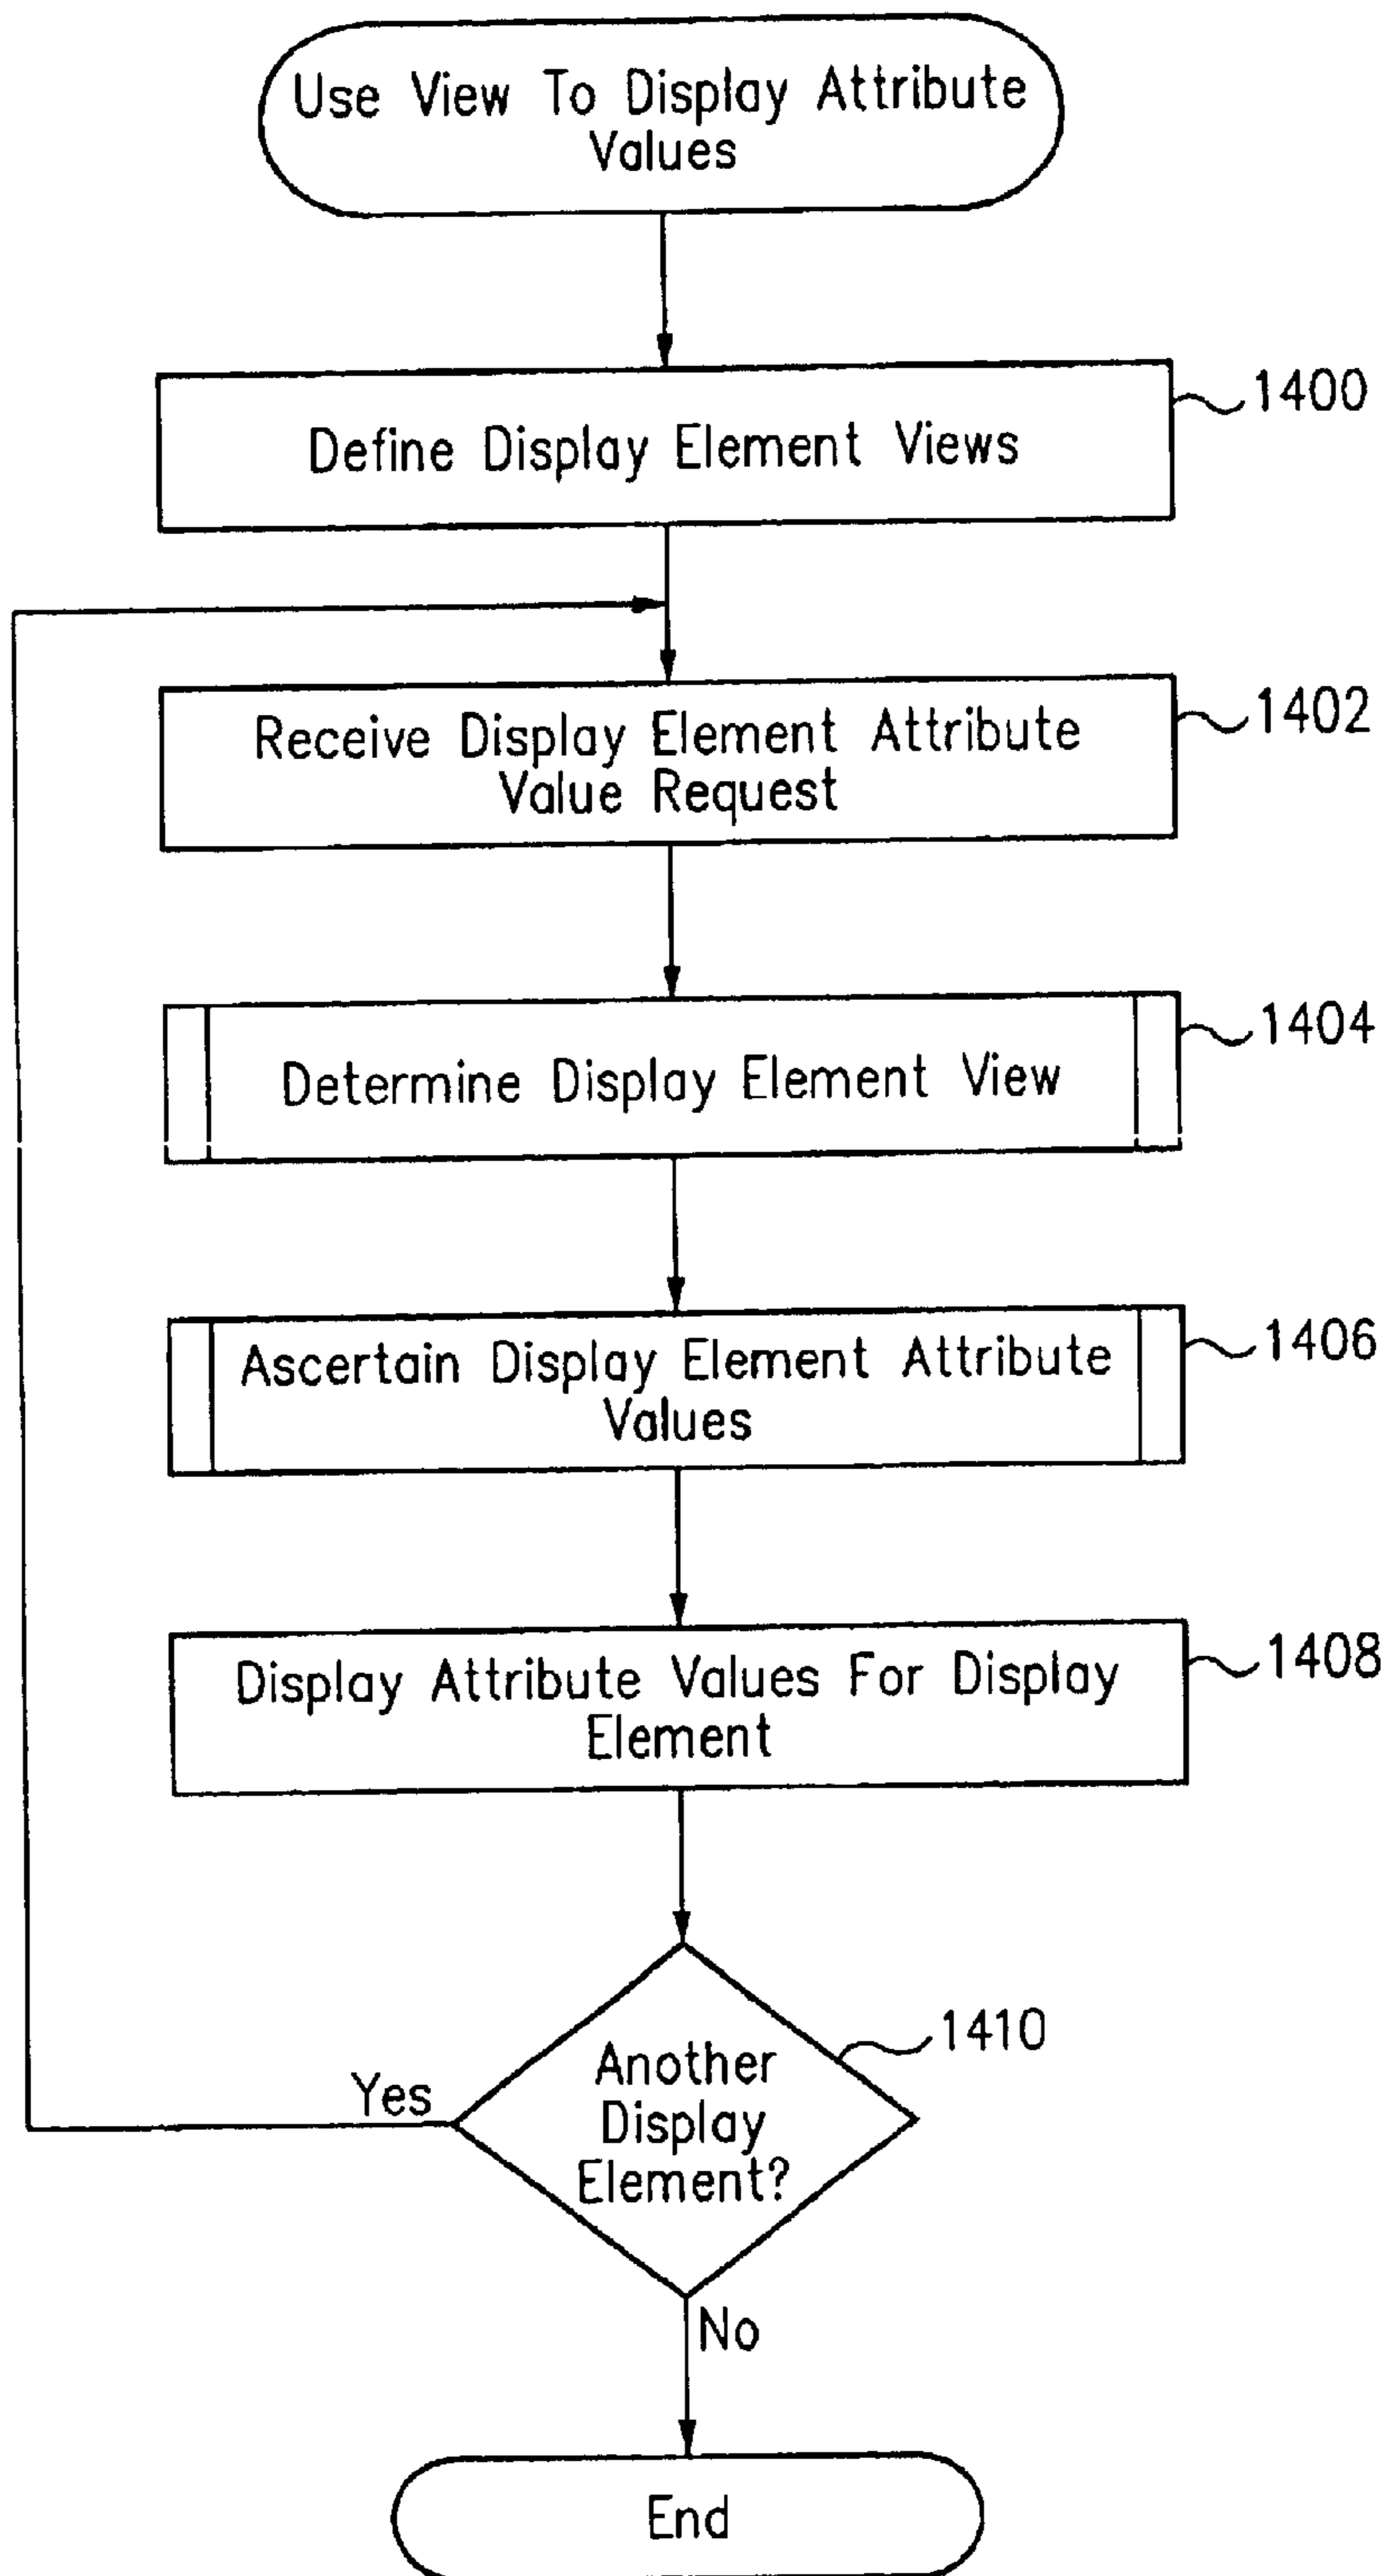 Use View To Display Attribute
Values
Define Display Element Views
1400
Receive Display Element Attribute
Value Request
1402
Determine Display Element View
1404
Ascertain Display Element Attribute
Values
1406
Display Attribute Values For Display
Element
1408
Another
Display
Element?
1410
Yes
No
End